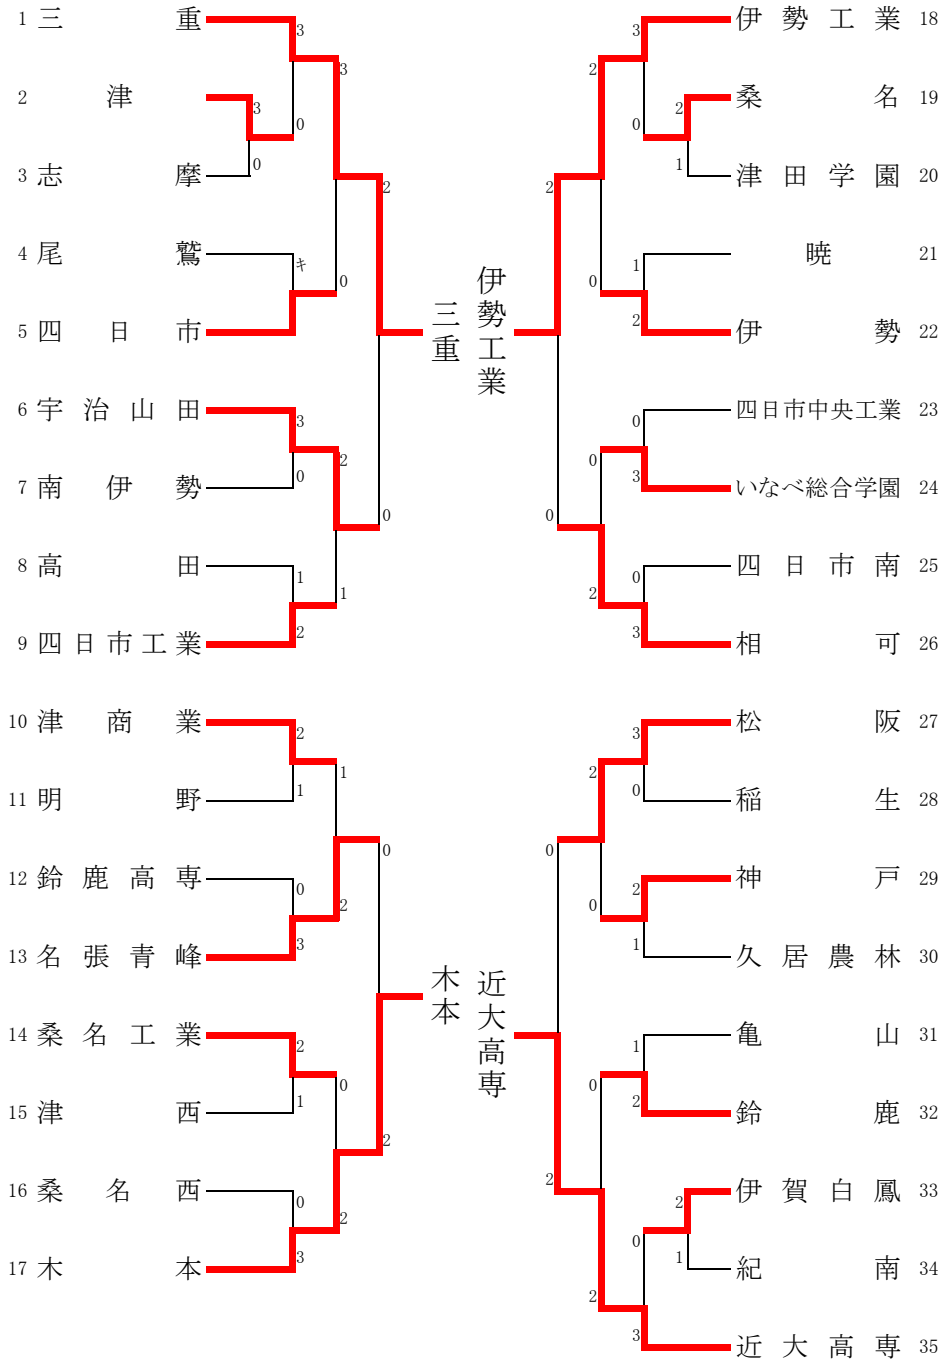 1 三重
3
3
2 津
3
0
3 志摩
0
2
4 尾鷲
キ
0
5 四日市
三重
6 宇治山田
3
2
7 南伊勢
0
0
8 高田
1
1
9 四日市工業
2
10 津商業
2
1
11 明野
1
0
12 鈴鹿高専
0
2
13 名張青峰
3
木本
14 桑名工業
2
0
15 津西
1
2
16 桑名西
0
2
17 木本
3
伊勢工業 18
3
2
桑名 19
2
0
津田学園 20
1
2
暁 21
1
0
伊勢 22
2
伊勢工業
四日市中央工業 23
0
0
いなべ総合学園 24
3
0
四日市南 25
0
2
相可 26
3
松阪 27
3
2
稲生 28
0
0
神戸 29
2
0
久居農林 30
1
近大高専
亀山 31
1
0
鈴鹿 32
2
2
伊賀白鳳 33
2
0
紀南 34
1
2
近大高専 35
3